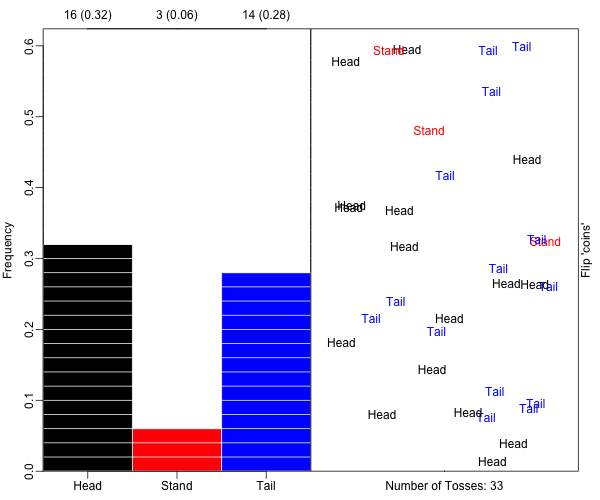 16 (0.32) 3 (0.06) 14 (0.28)
Frequency
0.6
0.5
0.4
0.3
0.2
0.1
0.0
Head Stand Tail
Stand Head Tail Tail
Head
Tail
Stand
Head
Tail
Head Head Head
Tail Stand
Head
Tail
Head Head Tail
Tail
Tail Head
Tail
Head
Head
Tail
Tail Tail
Head Head Tail
Head
Head
Number of Tosses: 33
Flip 'coins'